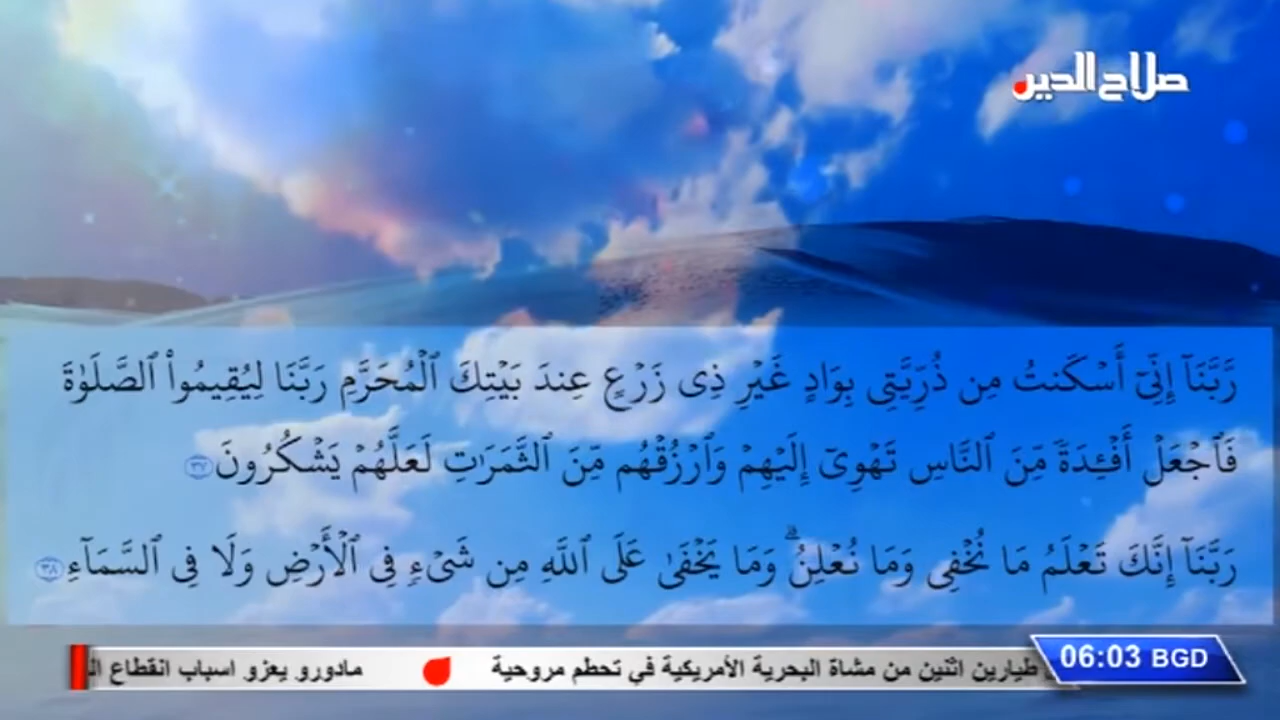 صلاح الدين
رَّبَّنَآ إِنِّىٓ أَسْكَنتُ مِن ذُرِّيَّتِى بِوَادٍ غَيْرِ ذِى زَرْعٍ عِندَ بَيْتِكَ ٱلْمُحَرَّمِ رَبَّنَا لِيُقِيمُوا۟ ٱلصَّلَوٰةَ
فَٱجْعَلْ أَفْـِٔدَةً مِّنَ ٱلنَّاسِ تَهْوِىٓ إِلَيْهِمْ وَٱرْزُقْهُم مِّنَ ٱلثَّمَرَٰتِ لَعَلَّهُمْ يَشْكُرُونَ ٣٧
رَبَّنَآ إِنَّكَ تَعْلَمُ مَا نُخْفِى وَمَا نُعْلِنُ ۗ وَمَا يَخْفَىٰ عَلَى ٱللَّهِ مِن شَىْءٍ فِى ٱلْأَرْضِ وَلَا فِى ٱلسَّمَآءِ ٣٨
طيارين اثنين من مشاة البحرية الأمريكية في تحطم مروحية مادورو يعزو اسباب انقطاع
06:03 BGD